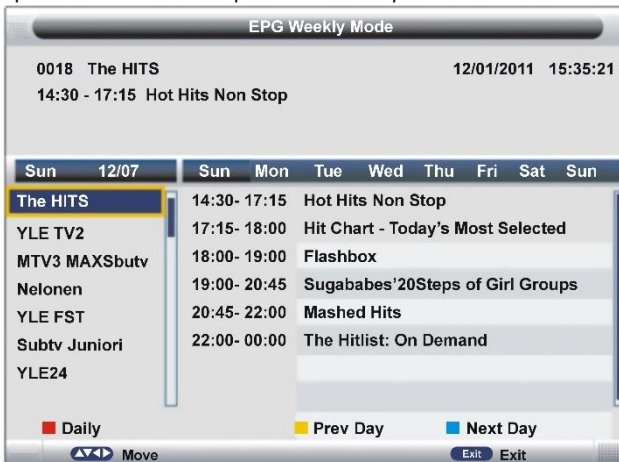 EPG Weekly Mode
0018 The HITS 12/01/2011 15:35:21
14:30 - 17:15 Hot Hits Non Stop
Sun 12/07 Sun Mon Tue Wed Thu Fri Sat Sun
The HITS 14:30- 17:15 Hot Hits Non Stop
YLE TV2 17:15- 18:00 Hit Chart - Today's Most Selected
MTV3 MAXSbutv 18:00- 19:00 Flashbox
Nelonen 19:00- 20:45 Sugababes'20Steps of Girl Groups
YLE FST 20:45- 22:00 Mashed Hits
Subtv Juniori 22:00- 00:00 The Hitlist: On Demand
YLE24
Daily Prev Day Next Day
Move Exit Exit